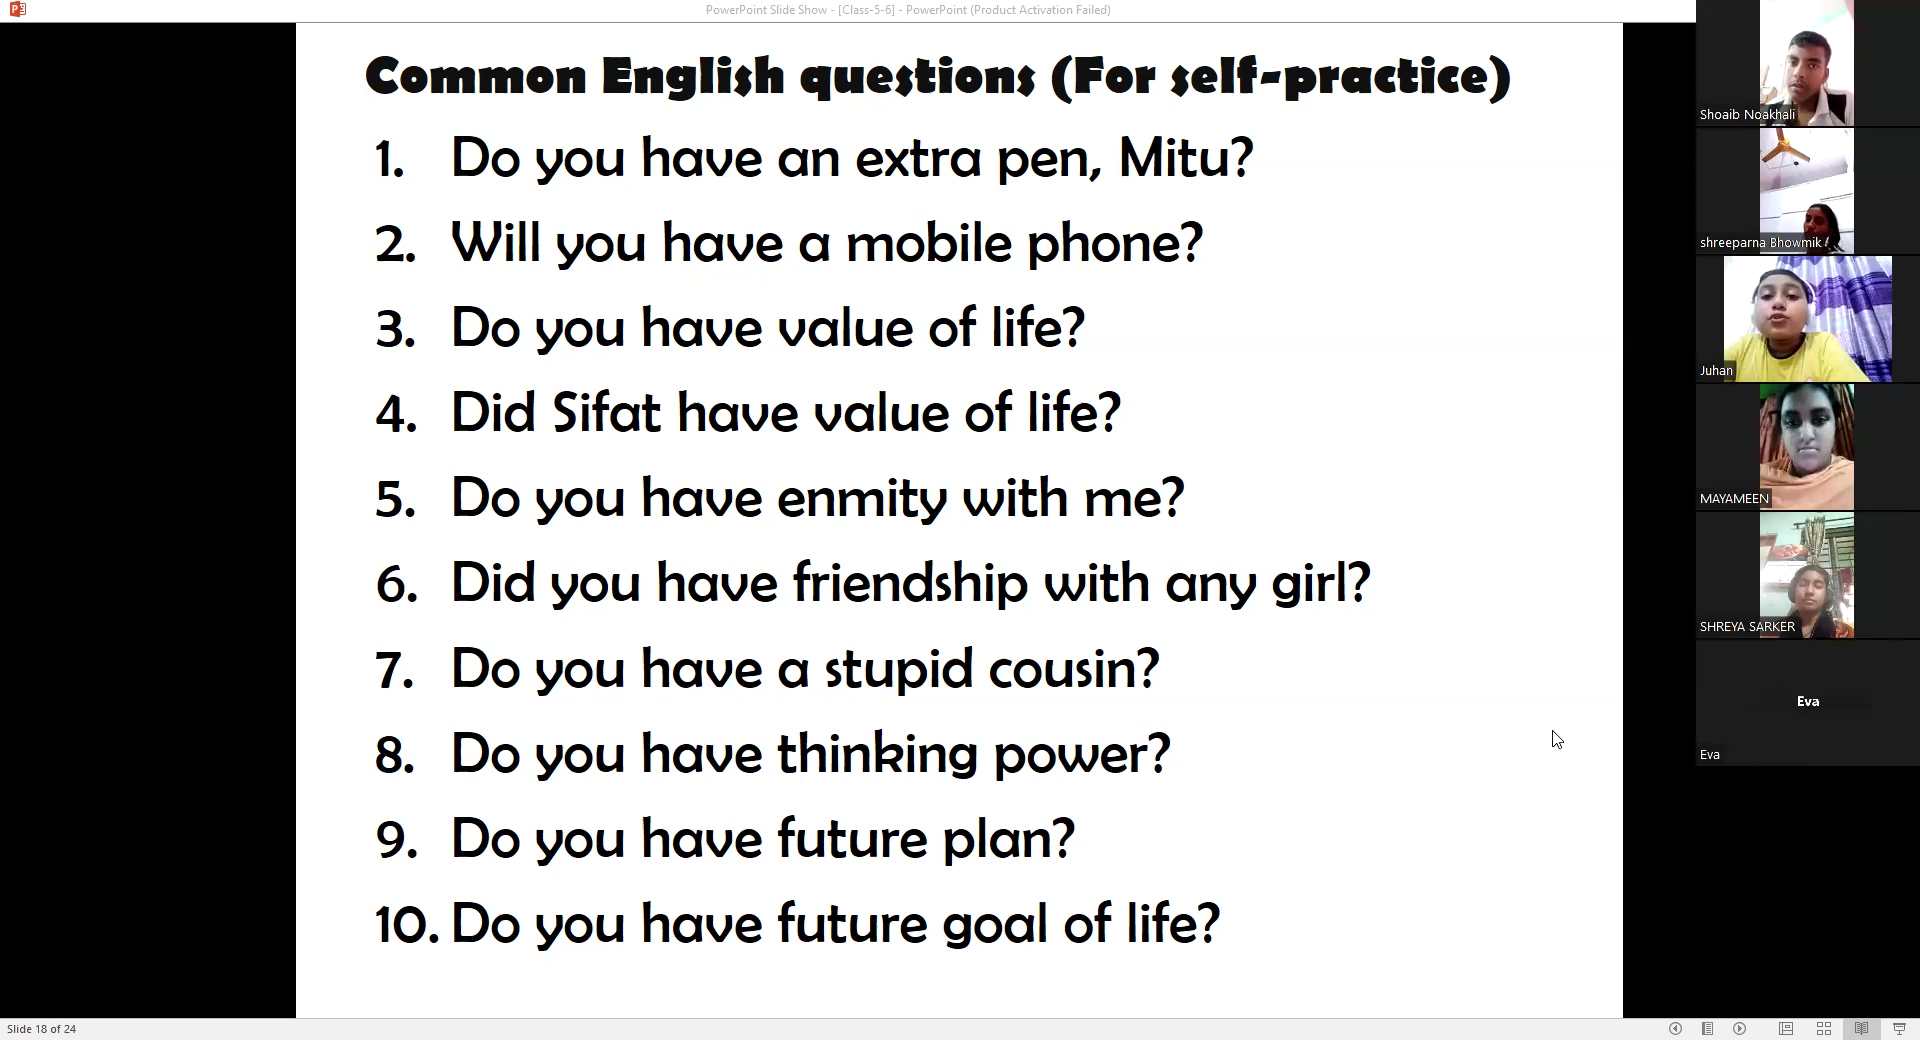 PowerPoint Slide Show - [Class-5-6] - PowerPoint (Product Activation Failed)
Common English questions (For self-practice)
1. Do you have an extra pen, Mitu?
2. Will you have a mobile phone?
3. Do you have value of life?
4. Did Sifat have value of life?
5. Do you have enmity with me?
6. Did you have friendship with any girl?
7. Do you have a stupid cousin?
8. Do you have thinking power?
9. Do you have future plan?
10. Do you have future goal of life?
Shoaib Noakhali
shreeparna Bhowmik
Juhan
MAYAMEEN
SHREYA SARKER
Eva
Eva
Slide 18 of 24